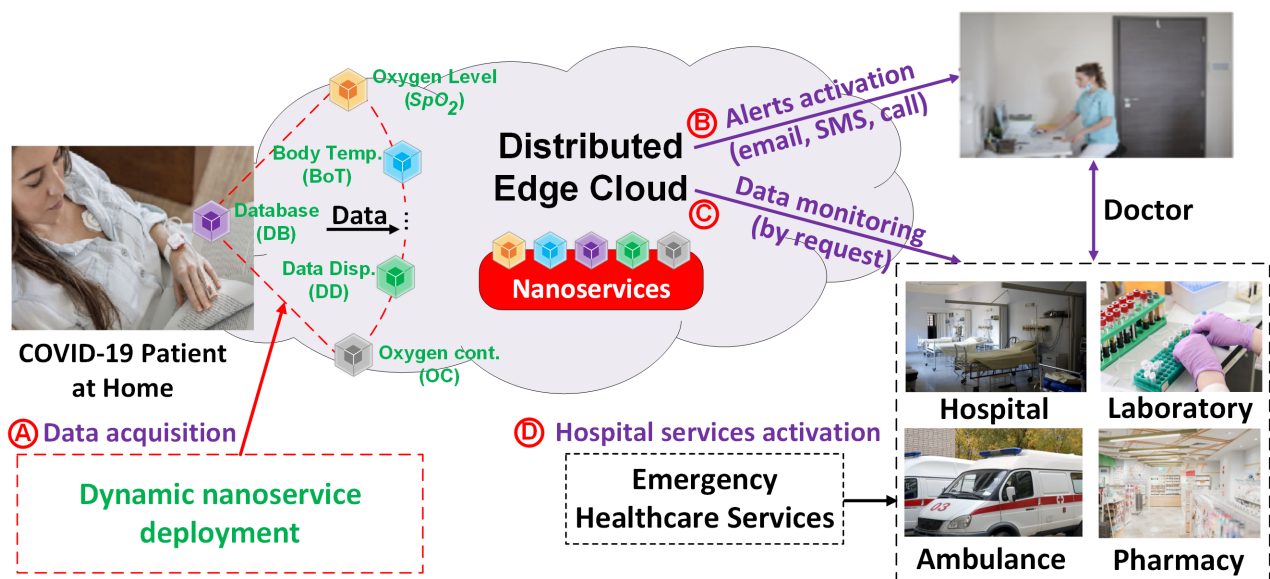 Oxygen Level
(SpO2)
Body Temp.
(BoT)
Database
(DB)
Data
Data Disp.
(DD)
Oxygen cont.
(OC)
Distributed
Edge Cloud
Nanoservices
B Alerts activation
(email, SMS, call)
C
Data monitoring
(by request)
Doctor
COVID-19 Patient
at Home
A Data acquisition
Dynamic nanoservice
deployment
D Hospital services activation
Emergency
Healthcare Services
Hospital
Laboratory
03
Ambulance
Pharmacy